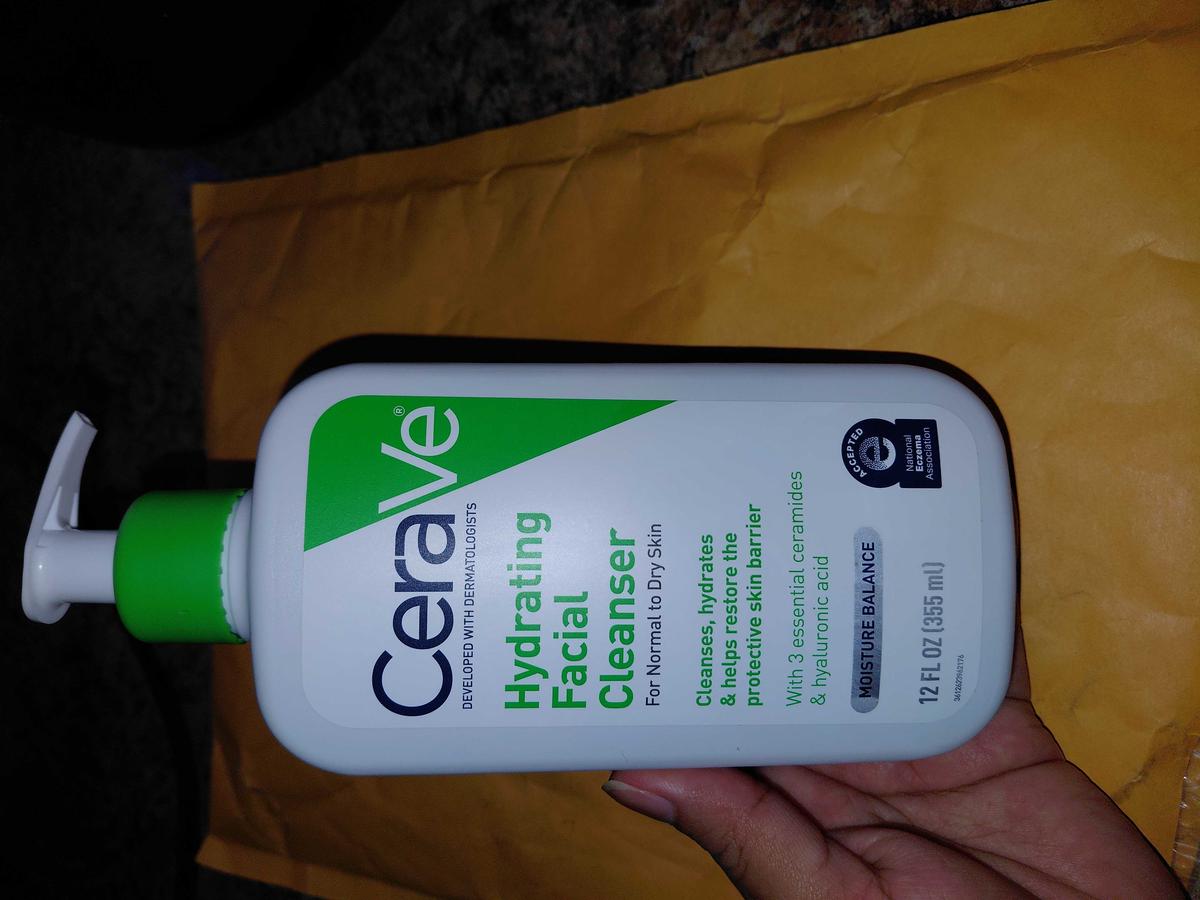 CeraVe®
DEVELOPED WITH DERMATOLOGISTS
Hydrating
Facial
Cleanser
For Normal to Dry Skin
Cleanses, hydrates
& helps restore the
protective skin barrier
With 3 essential ceramides
& hyaluronic acid
MOISTURE BALANCE
ACCEPTED
e
National
Eczema
Association
12 FL OZ (355 ml)